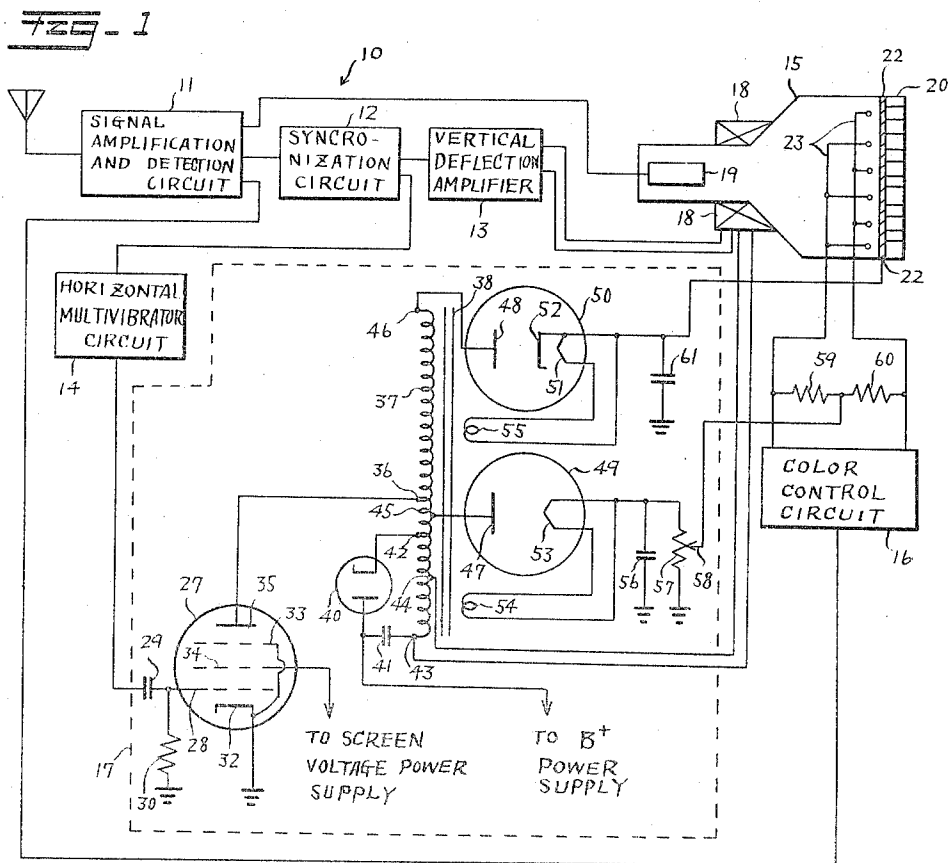 Fig-1
10
11
SIGNAL
AMPLIFICATION
AND DETECTION
CIRCUIT
12
SYNCRO-
NIZATION
CIRCUIT
VERTICAL
DEFLECTION
AMPLIFIER
13
18
15
22
20
23
19
18
22
HORIZONTAL
MULTIVIBRATOR
CIRCUIT
14
46
38
48
52
50
51
61
37
55
59
60
36
45
42
49
47
53
COLOR
CONTROL
CIRCUIT
16
40
44
54
56
57
58
27
35
33
34
29
41
43
28
32
30
17
TO SCREEN
VOLTAGE POWER
SUPPLY
TO B+
POWER
SUPPLY